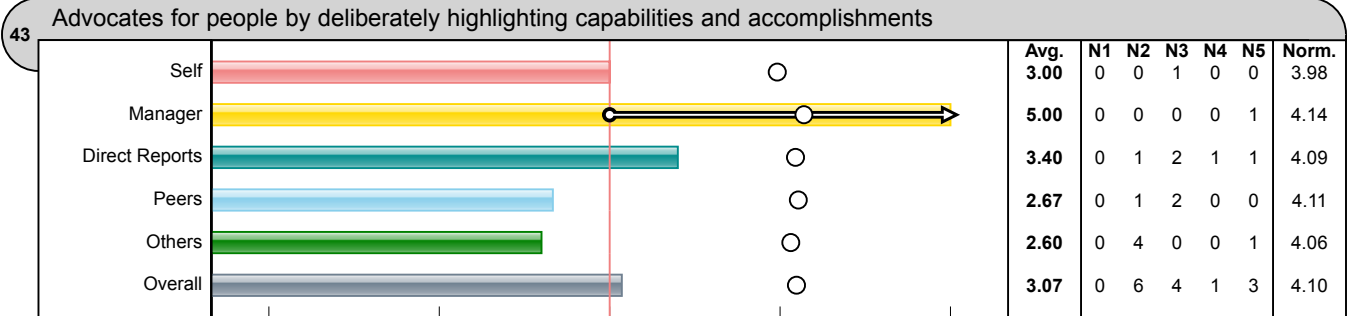 43 Advocates for people by deliberately highlighting capabilities and accomplishments
Avg. N1 N2 N3 N4 N5 Norm.
Self 3.00 0 0 1 0 0 3.98
Manager 5.00 0 0 0 0 1 4.14
Direct Reports 3.40 0 1 2 1 1 4.09
Peers 2.67 0 1 2 0 0 4.11
Others 2.60 0 4 0 0 1 4.06
Overall 3.07 0 6 4 1 3 4.10